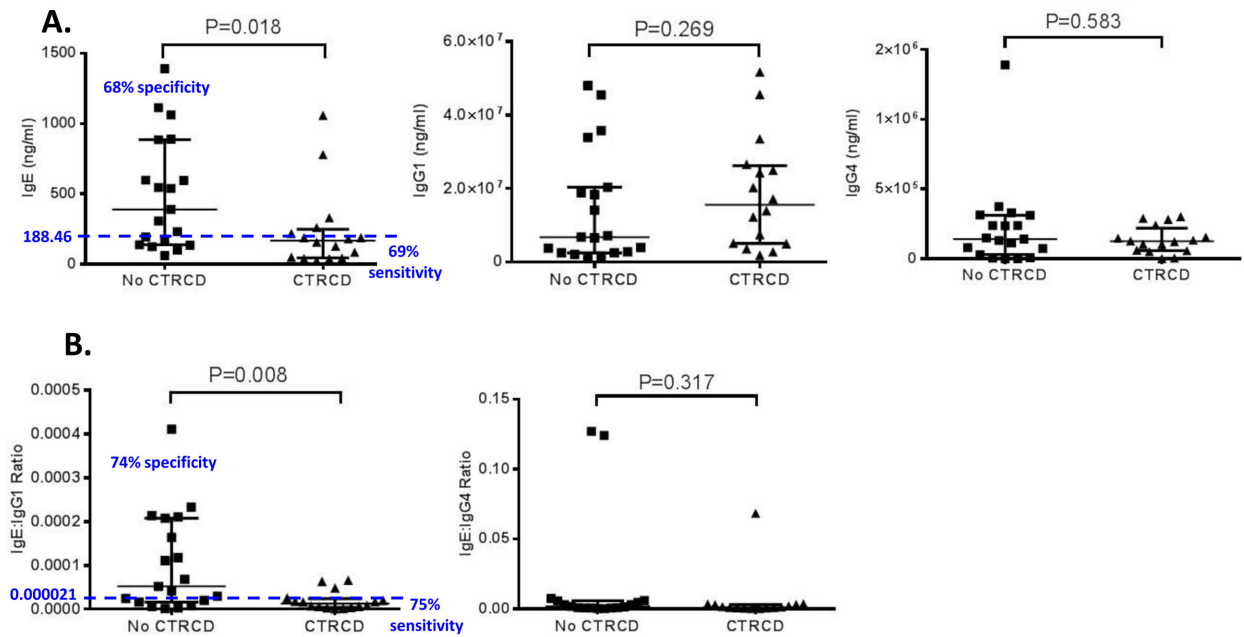 A.
P=0.018
1500
1000
500
0
IgE (ng/ml)
68% specificity
188.46
69%
sensitivity
No CTRCD
CTRCD
P=0.269
6.0×10⁷
4.0×10⁷
2.0×10⁷
0
IgG1 (ng/ml)
No CTRCD
CTRCD
P=0.583
2×10⁶
1×10⁶
5×10⁵
0
IgG4 (ng/ml)
No CTRCD
CTRCD
B.
P=0.008
0.0005
0.0004
0.0003
0.0002
0.0001
0.0000
IgE:IgG1 Ratio
74% specificity
0.000021
75%
sensitivity
No CTRCD
CTRCD
P=0.317
0.15
0.10
0.05
0.00
IgE:IgG4 Ratio
No CTRCD
CTRCD